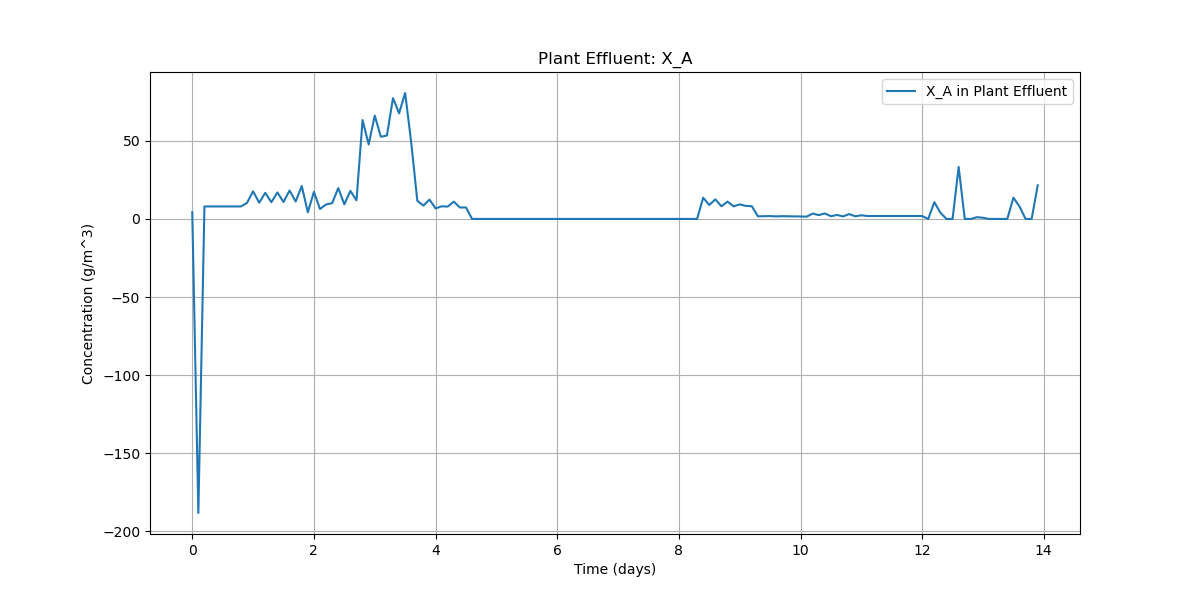 Plant Effluent: X_A
X_A in Plant Effluent
Concentration (g/m^3)
50
0
−50
−100
−150
−200
0 2 4 6 8 10 12 14
Time (days)